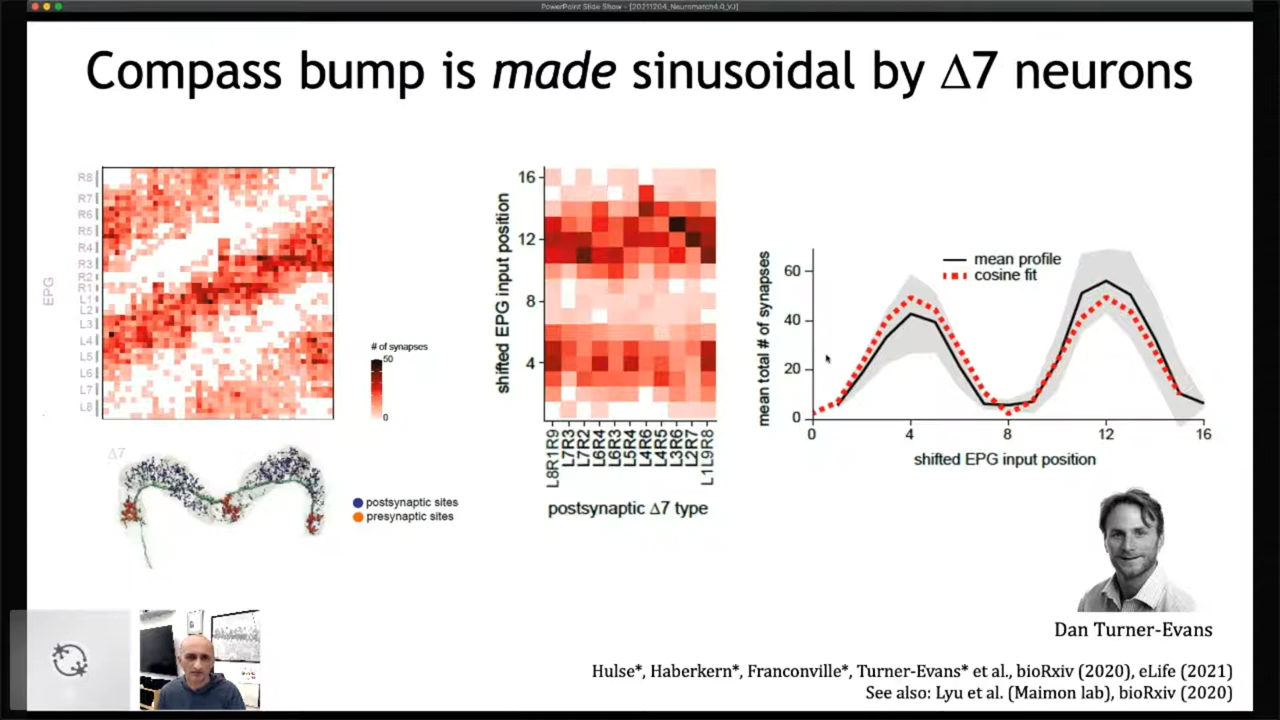 PowerPoint Slide Show - [20211204_Neuromatch4.0_VJ]
Compass bump is made sinusoidal by Δ7 neurons
EPG
R8
R7
R6
R5
R4
R3
R2
R1
L1
L2
L3
L4
L5
L6
L7
L8
# of synapses
50
0
Δ7
postsynaptic sites
presynaptic sites
shifted EPG input position
16
12
8
4
L8R1R9
L7R3
L7R2
L6R4
L6R3
L5R4
L4R6
L4R5
L3R6
L2R7
L1L9R8
postsynaptic Δ7 type
mean total # of synapses
60
40
20
0
mean profile
cosine fit
0 4 8 12 16
shifted EPG input position
Dan Turner-Evans
Hulse*, Haberkern*, Franconville*, Turner-Evans* et al., bioRxiv (2020), eLife (2021)
See also: Lyu et al. (Maimon lab), bioRxiv (2020)